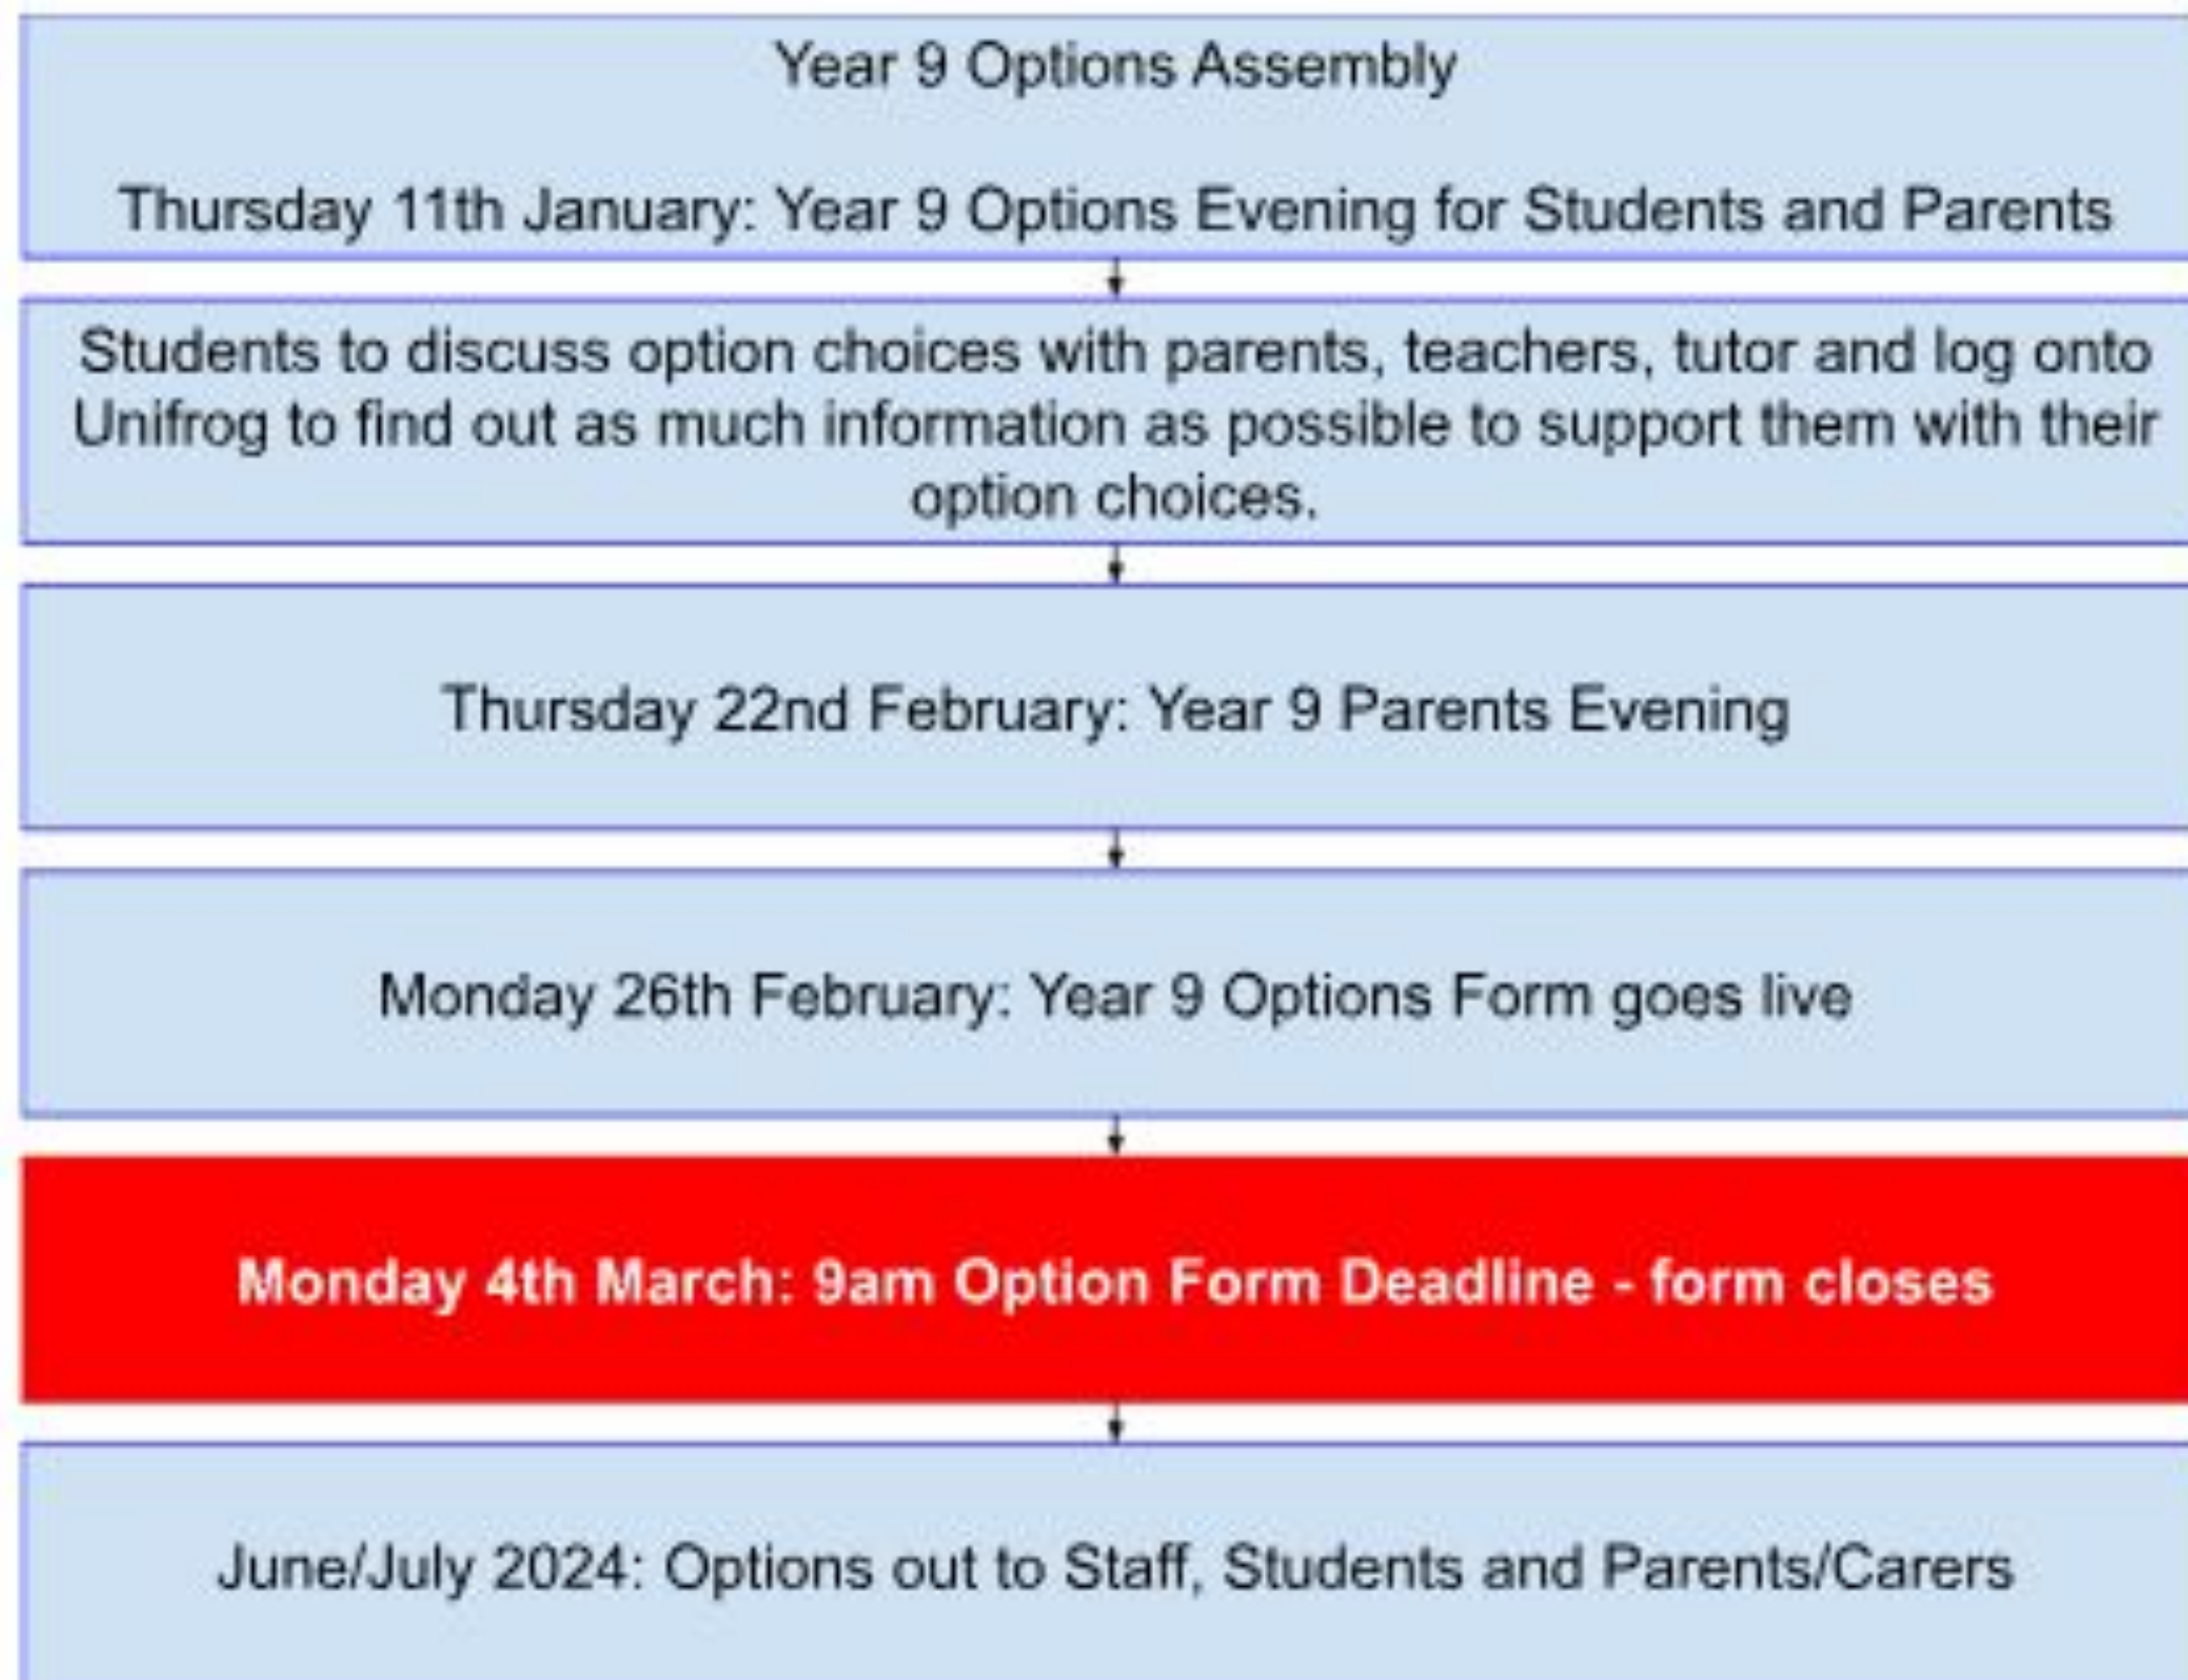 Year 9 Options Assembly
Thursday 11th January: Year 9 Options Evening for Students and Parents
Students to discuss option choices with parents, teachers, tutor and log onto
Unifrog to find out as much information as possible to support them with their
option choices.
Thursday 22nd February: Year 9 Parents Evening
Monday 26th February: Year 9 Options Form goes live
Monday 4th March: 9am Option Form Deadline - form closes
June/July 2024: Options out to Staff, Students and Parents/Carers